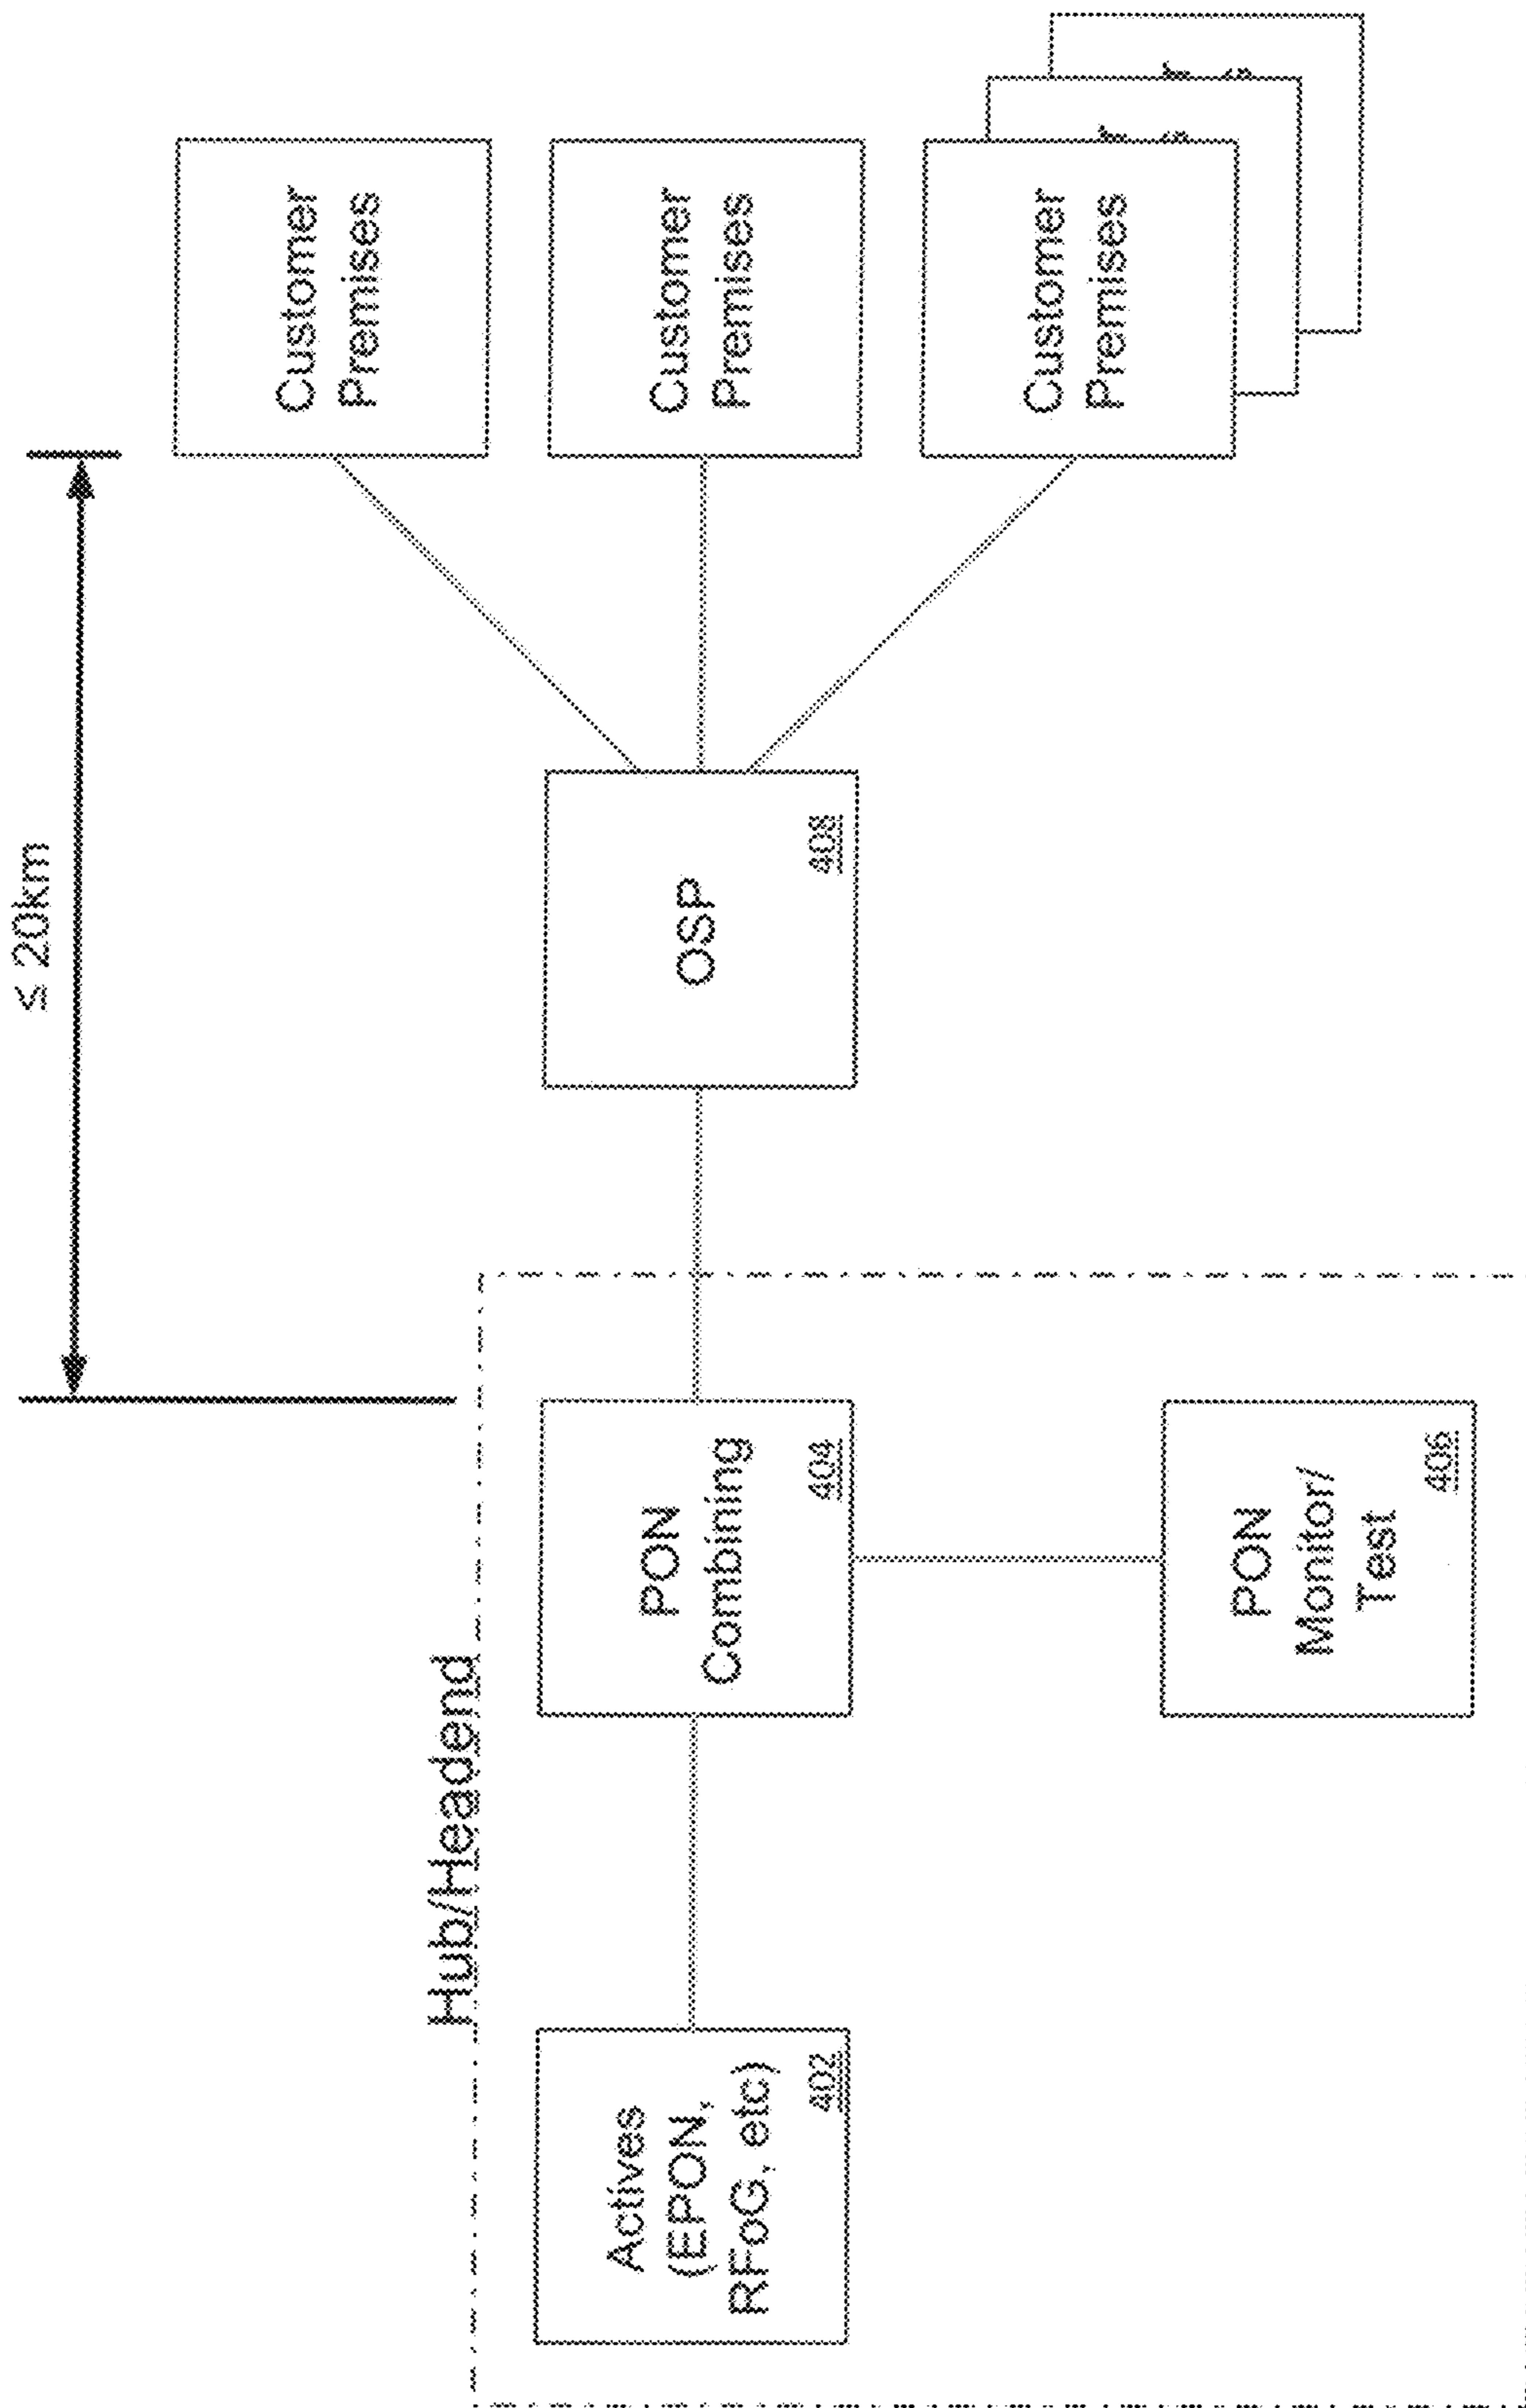 ≤ 20km
Hub/Headend
Actives
(EPON,
RFoG, etc)
402
PON
Combining
404
PON
Monitor/
Test
406
OSP
408
Customer
Premises
Customer
Premises
Customer
Premises
r
s
r
s